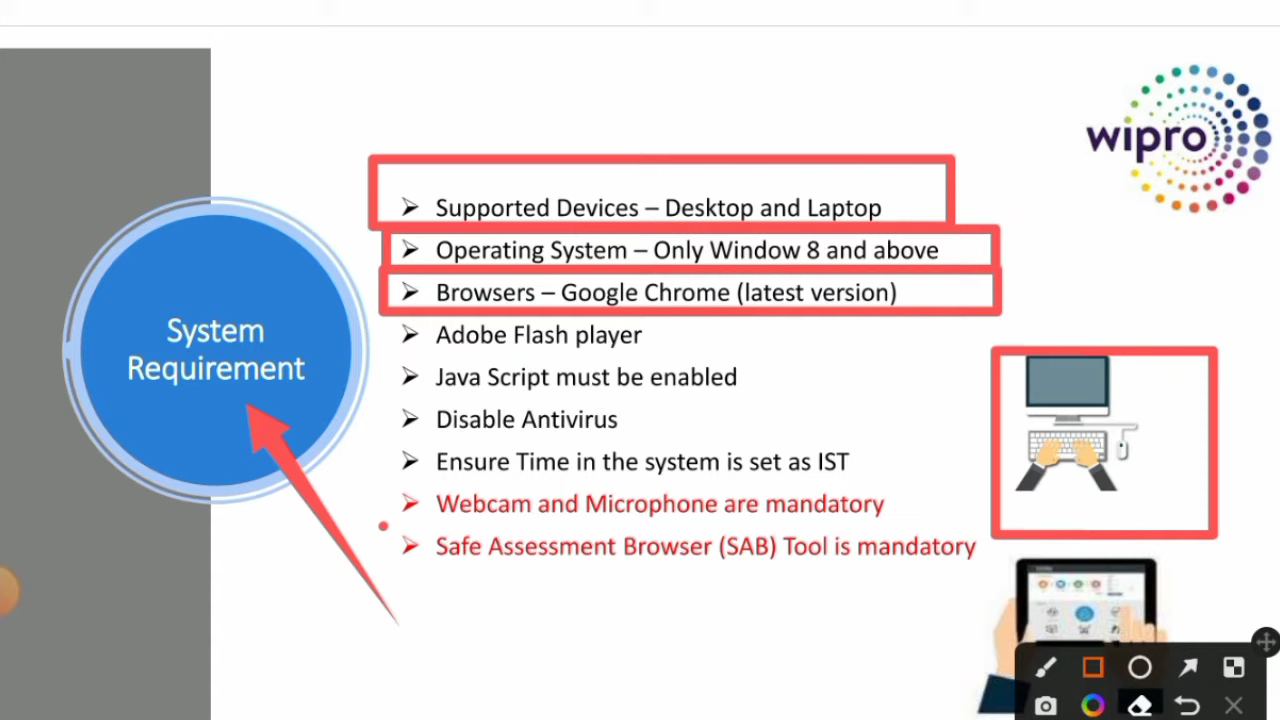 wipro
Supported Devices – Desktop and Laptop
Operating System – Only Window 8 and above
Browsers – Google Chrome (latest version)
System
Requirement
Adobe Flash player
Java Script must be enabled
Disable Antivirus
Ensure Time in the system is set as IST
Webcam and Microphone are mandatory
Safe Assessment Browser (SAB) Tool is mandatory